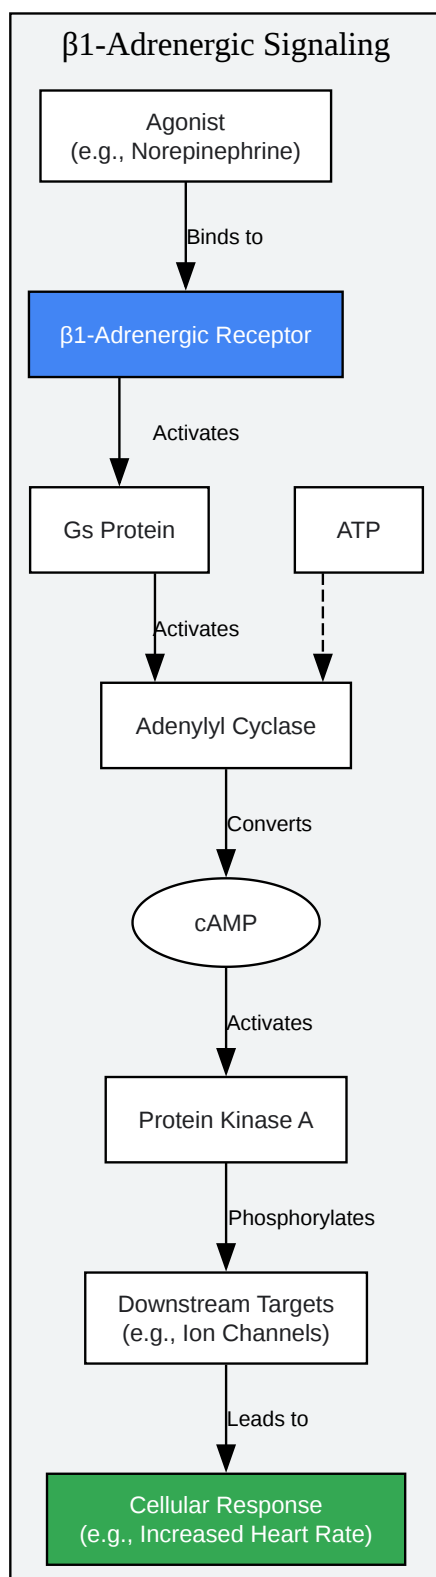 β1-Adrenergic Signaling
Agonist
(e.g., Norepinephrine)
Binds to
β1-Adrenergic Receptor
Activates
Gs Protein
ATP
Activates
Adenylyl Cyclase
Converts
cAMP
Activates
Protein Kinase A
Phosphorylates
Downstream Targets
(e.g., Ion Channels)
Leads to
Cellular Response
(e.g., Increased Heart Rate)